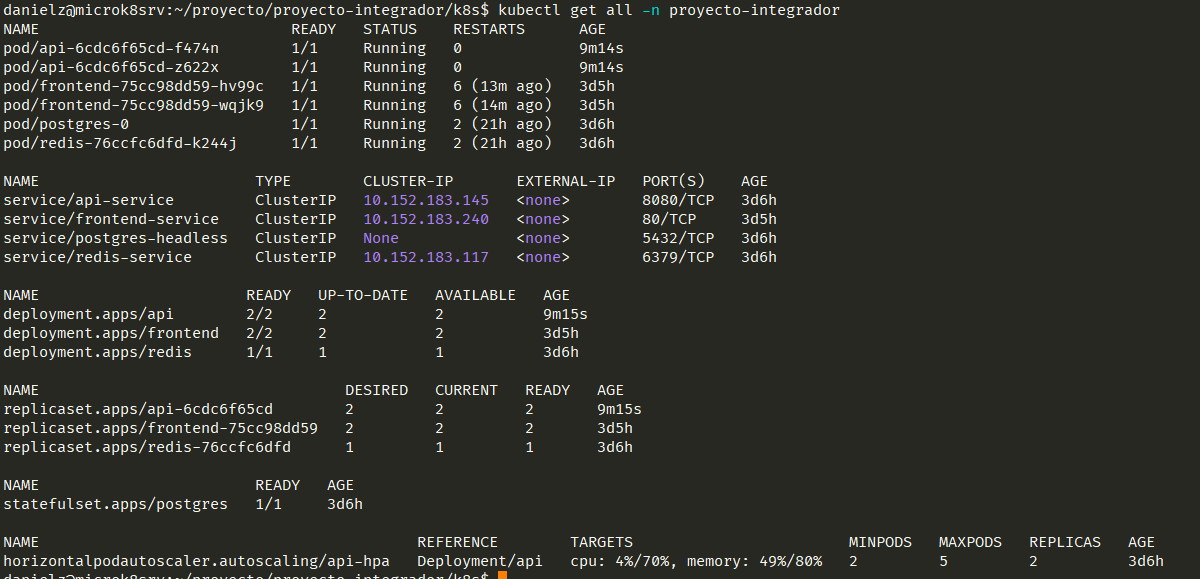 danielz@microk8srv:~/proyecto/proyecto-integrador/k8s$ kubectl get all -n proyecto-integrador
NAME READY STATUS RESTARTS AGE
pod/api-6cdc6f65cd-f474n 1/1 Running 0 9m14s
pod/api-6cdc6f65cd-z622x 1/1 Running 0 9m14s
pod/frontend-75cc98dd59-hv99c 1/1 Running 6 (13m ago) 3d5h
pod/frontend-75cc98dd59-wqjk9 1/1 Running 6 (14m ago) 3d5h
pod/postgres-0 1/1 Running 2 (21h ago) 3d6h
pod/redis-76ccfc6dfd-k244j 1/1 Running 2 (21h ago) 3d6h
NAME TYPE CLUSTER-IP EXTERNAL-IP PORT(S) AGE
service/api-service ClusterIP 10.152.183.145 <none> 8080/TCP 3d6h
service/frontend-service ClusterIP 10.152.183.240 <none> 80/TCP 3d5h
service/postgres-headless ClusterIP None <none> 5432/TCP 3d6h
service/redis-service ClusterIP 10.152.183.117 <none> 6379/TCP 3d6h
NAME READY UP-TO-DATE AVAILABLE AGE
deployment.apps/api 2/2 2 2 9m15s
deployment.apps/frontend 2/2 2 2 3d5h
deployment.apps/redis 1/1 1 1 3d6h
NAME DESIRED CURRENT READY AGE
replicaset.apps/api-6cdc6f65cd 2 2 2 9m15s
replicaset.apps/frontend-75cc98dd59 2 2 2 3d5h
replicaset.apps/redis-76ccfc6dfd 1 1 1 3d6h
NAME READY AGE
statefulset.apps/postgres 1/1 3d6h
NAME REFERENCE TARGETS MINPODS MAXPODS REPLICAS AGE
horizontalpodautoscaler.autoscaling/api-hpa Deployment/api cpu: 4%/70%, memory: 49%/80% 2 5 2 3d6h
danielz@microk8srv:~/proyecto/proyecto-integrador/k8s$